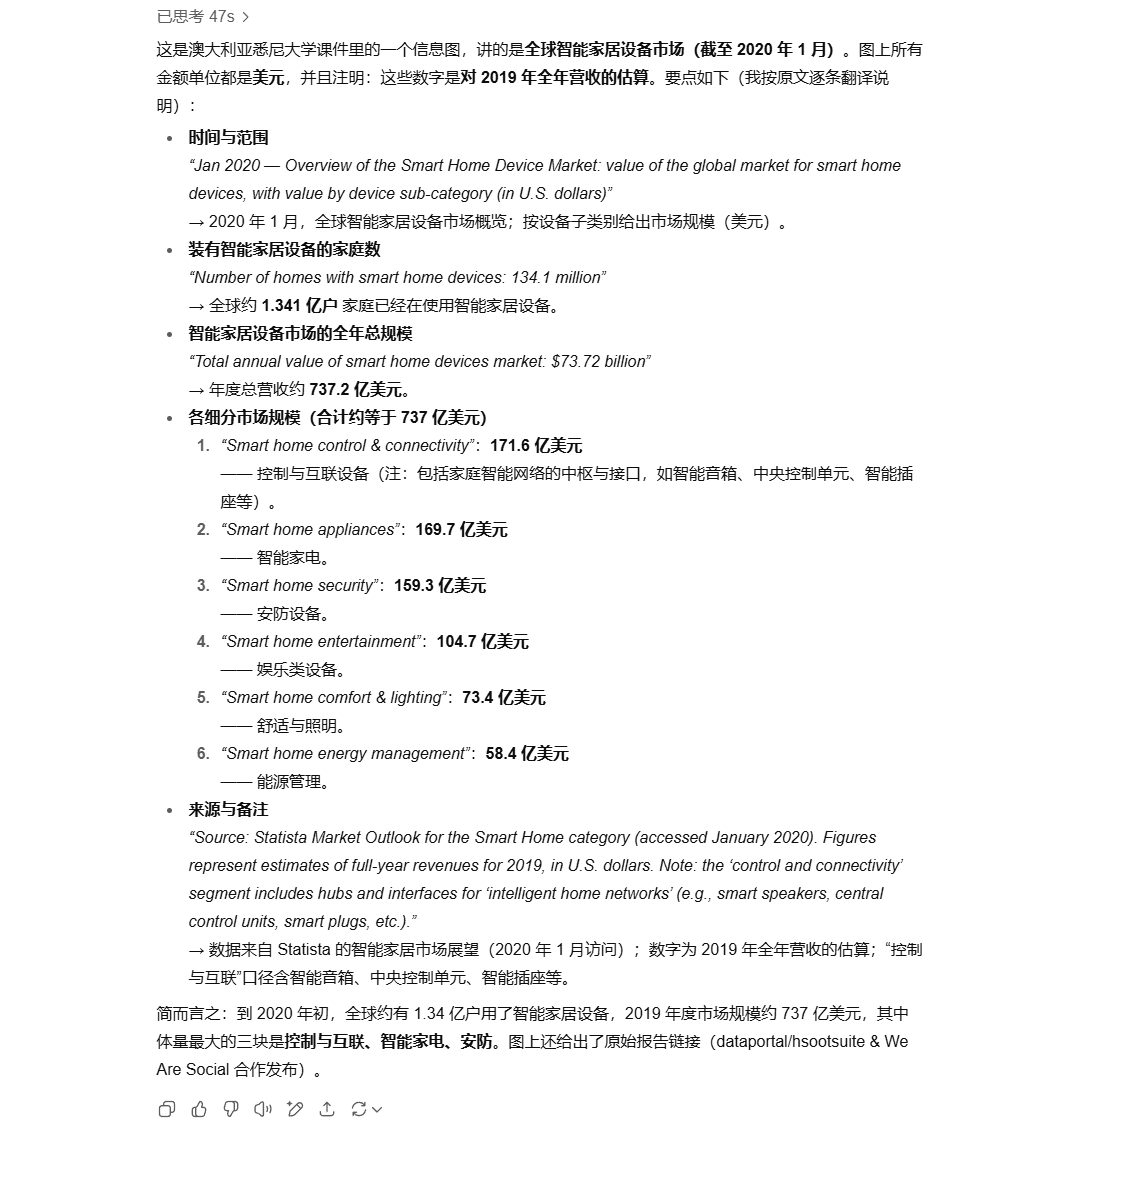 已思考 47s
这是澳大利亚悉尼大学课件里的一个信息图，讲的是全球智能家居设备市场（截至 2020 年 1 月）。图上所有
金额单位都是美元，并且注明：这些数字是对 2019 年全年营收的估算。要点如下（我按原文逐条翻译说
明）：
• 时间与范围
“Jan 2020 — Overview of the Smart Home Device Market: value of the global market for smart home
devices, with value by device sub-category (in U.S. dollars)”
→ 2020 年 1 月，全球智能家居设备市场概览；按设备子类别给出市场规模（美元）。
• 装有智能家居设备的家庭数
“Number of homes with smart home devices: 134.1 million”
→ 全球约 1.341 亿户 家庭已经在使用智能家居设备。
• 智能家居设备市场的全年总规模
“Total annual value of smart home devices market: $73.72 billion”
→ 年度总营收约 737.2 亿美元。
• 各细分市场规模（合计约等于 737 亿美元）
1. “Smart home control & connectivity”：171.6 亿美元
—— 控制与互联设备（注：包括家庭智能网络的中枢与接口，如智能音箱、中央控制单元、智能插
座等）。
2. “Smart home appliances”：169.7 亿美元
—— 智能家电。
3. “Smart home security”：159.3 亿美元
—— 安防设备。
4. “Smart home entertainment”：104.7 亿美元
—— 娱乐类设备。
5. “Smart home comfort & lighting”：73.4 亿美元
—— 舒适与照明。
6. “Smart home energy management”：58.4 亿美元
—— 能源管理。
• 来源与备注
“Source: Statista Market Outlook for the Smart Home category (accessed January 2020). Figures
represent estimates of full-year revenues for 2019, in U.S. dollars. Note: the ‘control and connectivity’
segment includes hubs and interfaces for ‘intelligent home networks’ (e.g., smart speakers, central
control units, smart plugs, etc.).”
→ 数据来自 Statista 的智能家居市场展望（2020 年 1 月访问）；数字为 2019 年全年营收的估算；“控制
与互联”口径含智能音箱、中央控制单元、智能插座等。
简而言之：到 2020 年初，全球约有 1.34 亿户用了智能家居设备，2019 年度市场规模约 737 亿美元，其中
体量最大的三块是控制与互联、智能家电、安防。图上还给出了原始报告链接（dataportal/hsootsuite & We
Are Social 合作发布）。